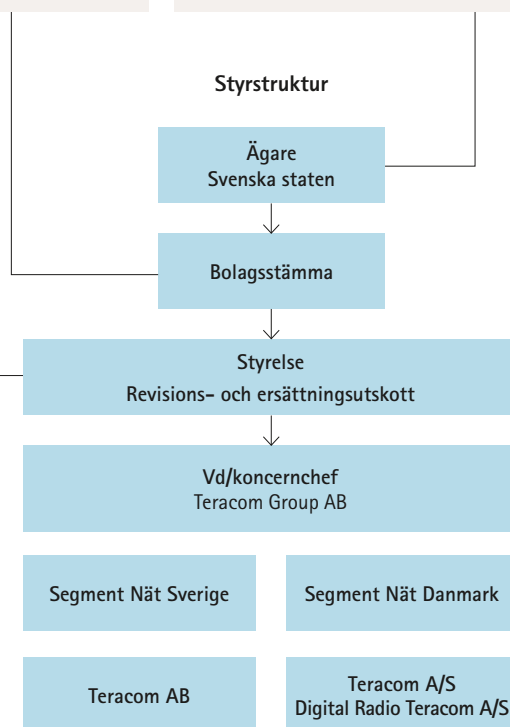 Styrstruktur
Ägare
Svenska staten
Bolagsstämma
Styrelse
Revisions- och ersättningsutskott
Vd/koncernchef
Teracom Group AB
Segment Nät Sverige
Segment Nät Danmark
Teracom AB
Teracom A/S
Digital Radio Teracom A/S